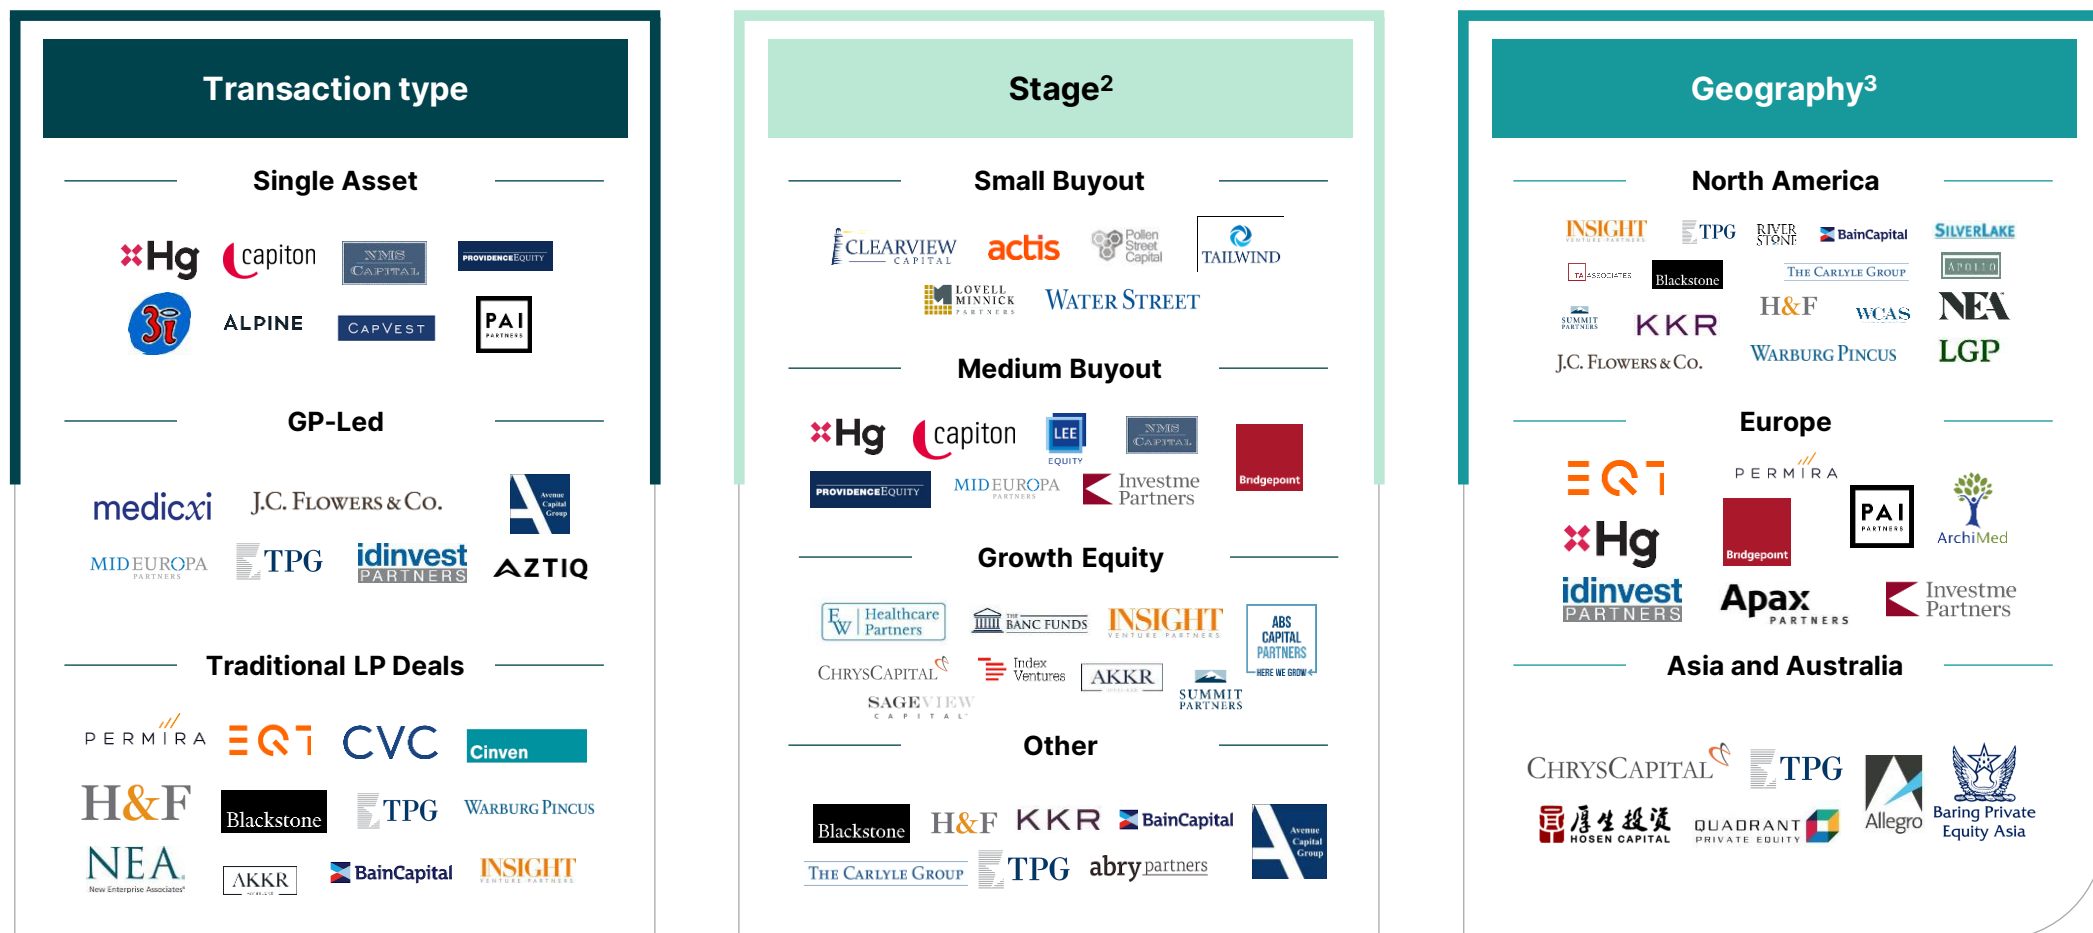 Transaction type
Single Asset
Hg
capiton
NMS
CAPITAL
PROVIDENCEEQUITY
3i
ALPINE
CAPVEST
PAI
PARTNERS
GP-Led
medicxi
J.C. FLOWERS & CO.
Avenue
Capital
Group
MIDEUROPA
PARTNERS
TPG
idinvest
PARTNERS
AZTIQ
Traditional LP Deals
PERMIRA
EQT
CVC
Cinven
H&F
Blackstone
TPG
WARBURG PINCUS
NEA
New Enterprise Associates
AKKR
BainCapital
INSIGHT
VENTURE PARTNERS
Stage²
Small Buyout
CLEARVIEW
CAPITAL
actis
Pollen
Street
Capital
TAILWIND
LOVELL
MINNICK
PARTNERS
WATER STREET
Medium Buyout
Hg
capiton
LEE
EQUITY
NMS
CAPITAL
Bridgepoint
PROVIDENCEEQUITY
MIDEUROPA
PARTNERS
Investme
Partners
Growth Equity
EW
Healthcare
Partners
THE
BANC FUNDS
INSIGHT
VENTURE PARTNERS
ABS
CAPITAL
PARTNERS
HERE WE GROW
CHRYSCAPITAL
Index
Ventures
AKKR
SUMMIT
PARTNERS
SAGEVIEW
CAPITAL
Other
Blackstone
H&F
KKR
BainCapital
Avenue
Capital
Group
THE CARLYLE GROUP
TPG
abry partners
Geography³
North America
INSIGHT
VENTURE PARTNERS
TPG
RIVER
STONE
BainCapital
SILVERLAKE
TA ASSOCIATES
Blackstone
THE CARLYLE GROUP
APOLLO
SUMMIT
PARTNERS
KKR
H&F
WCAS
NEA
J.C. FLOWERS & CO.
WARBURG PINCUS
LGP
Europe
EQT
PERMIRA
Hg
Bridgepoint
PAI
PARTNERS
ArchiMed
idinvest
PARTNERS
Apax
PARTNERS
Investme
Partners
Asia and Australia
CHRYSCAPITAL
TPG
Allegro
Baring Private
Equity Asia
厚生投资
HOSEN CAPITAL
QUADRANT
PRIVATE EQUITY